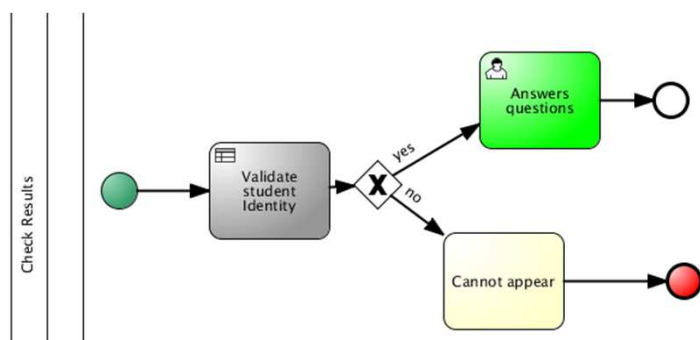 Check Results
Validate
student
Identity
X
yes
no
Answers
questions
Cannot appear